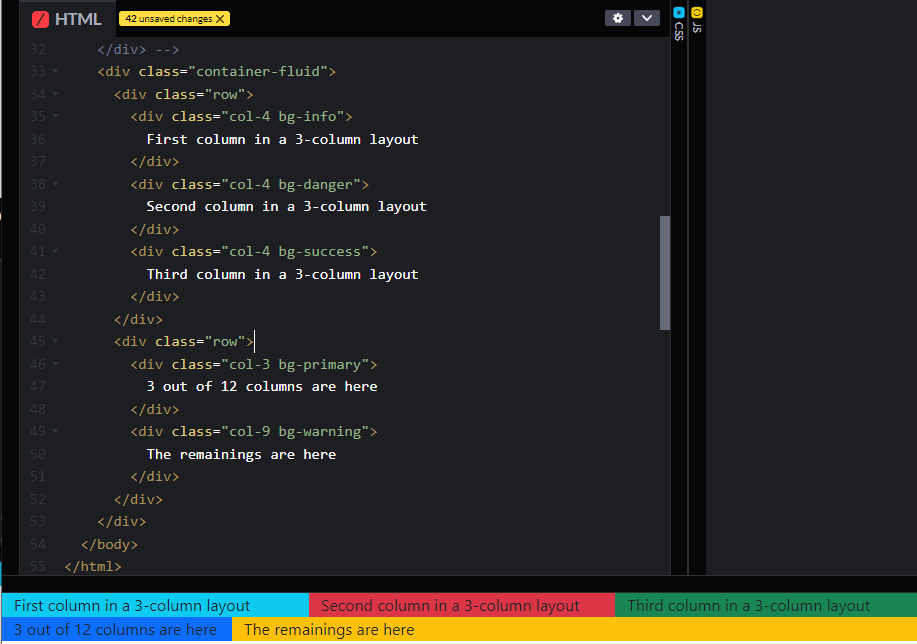 HTML
42 unsaved changes ×
CSS
JS
32 </div> -->
33 <div class="container-fluid">
34 <div class="row">
35 <div class="col-4 bg-info">
36 First column in a 3-column layout
37 </div>
38 <div class="col-4 bg-danger">
39 Second column in a 3-column layout
40 </div>
41 <div class="col-4 bg-success">
42 Third column in a 3-column layout
43 </div>
44 </div>
45 <div class="row">
46 <div class="col-3 bg-primary">
47 3 out of 12 columns are here
48 </div>
49 <div class="col-9 bg-warning">
50 The remainings are here
51 </div>
52 </div>
53 </div>
54 </body>
55 </html>
First column in a 3-column layout Second column in a 3-column layout Third column in a 3-column layout
3 out of 12 columns are here The remainings are here